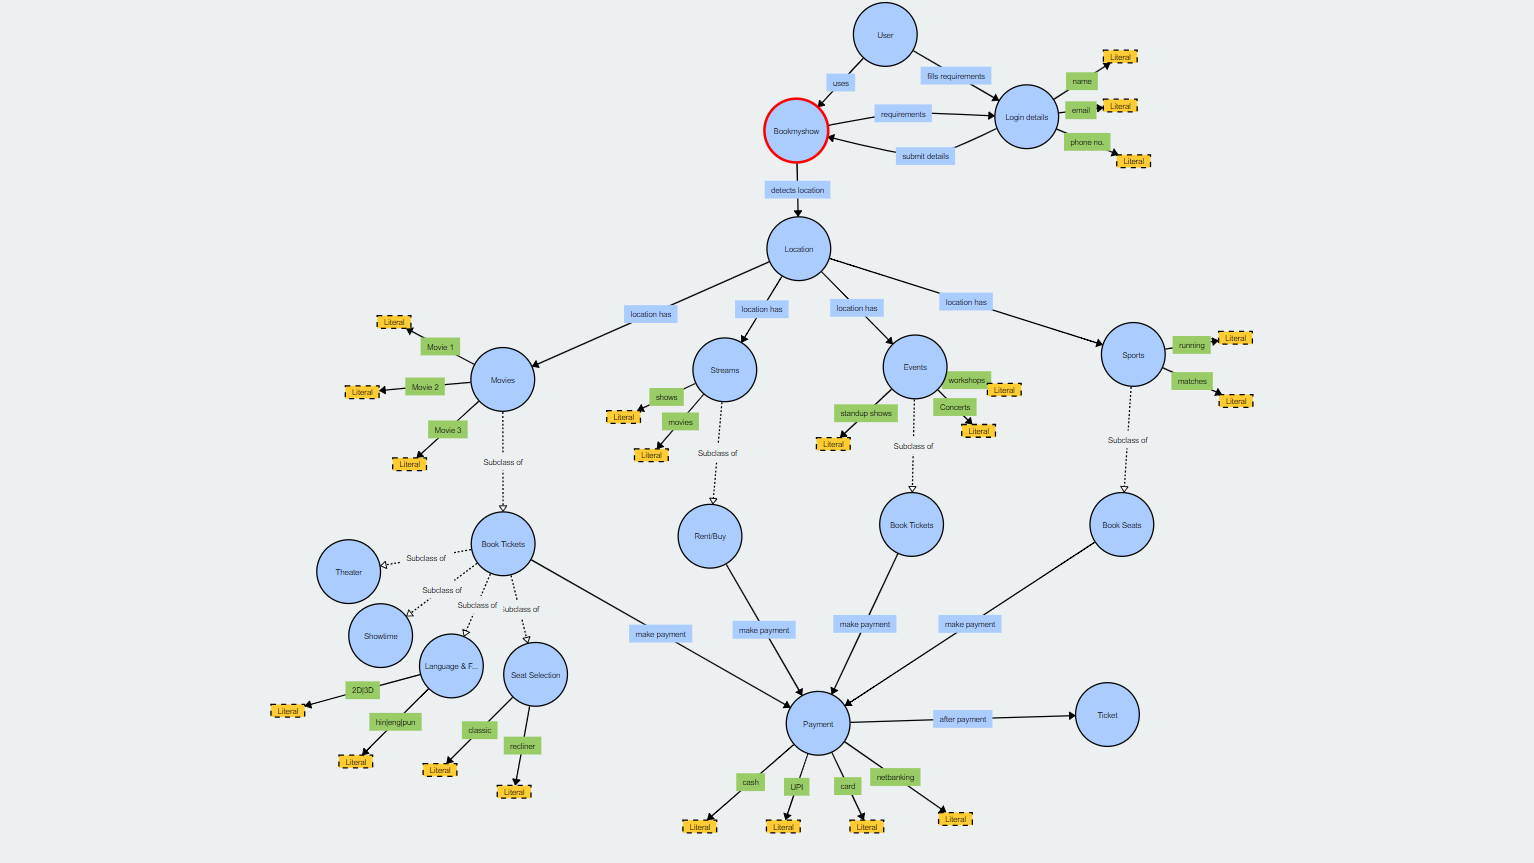 User
Literal
name
fills requirements
uses
Literal
email
requirements
Login details
Bookmyshow
phone no.
submit details
Literal
detects location
Location
location has
location has
location has
location has
Literal
Movie 1
running
Literal
Sports
Movies
Streams
Events
workshops
matches
Literal
Movie 2
Literal
shows
Literal
Concerts
standup shows
Literal
movies
Movie 3
Literal
Literal
Subclass of
Subclass of
Subclass of
Literal
Literal
Subclass of
Book Tickets
Rent/Buy
Book Tickets
Book Seats
Subclass of
Theater
Subclass of
Subclass of
ubclass of
Showtime
make payment
make payment
make payment
make payment
Language & F...
Seat Selection
2D|3D
Literal
hin|eng|pun
classic
recliner
Payment
after payment
Ticket
Literal
Literal
Literal
cash
UPI
card
netbanking
Literal
Literal
Literal
Literal